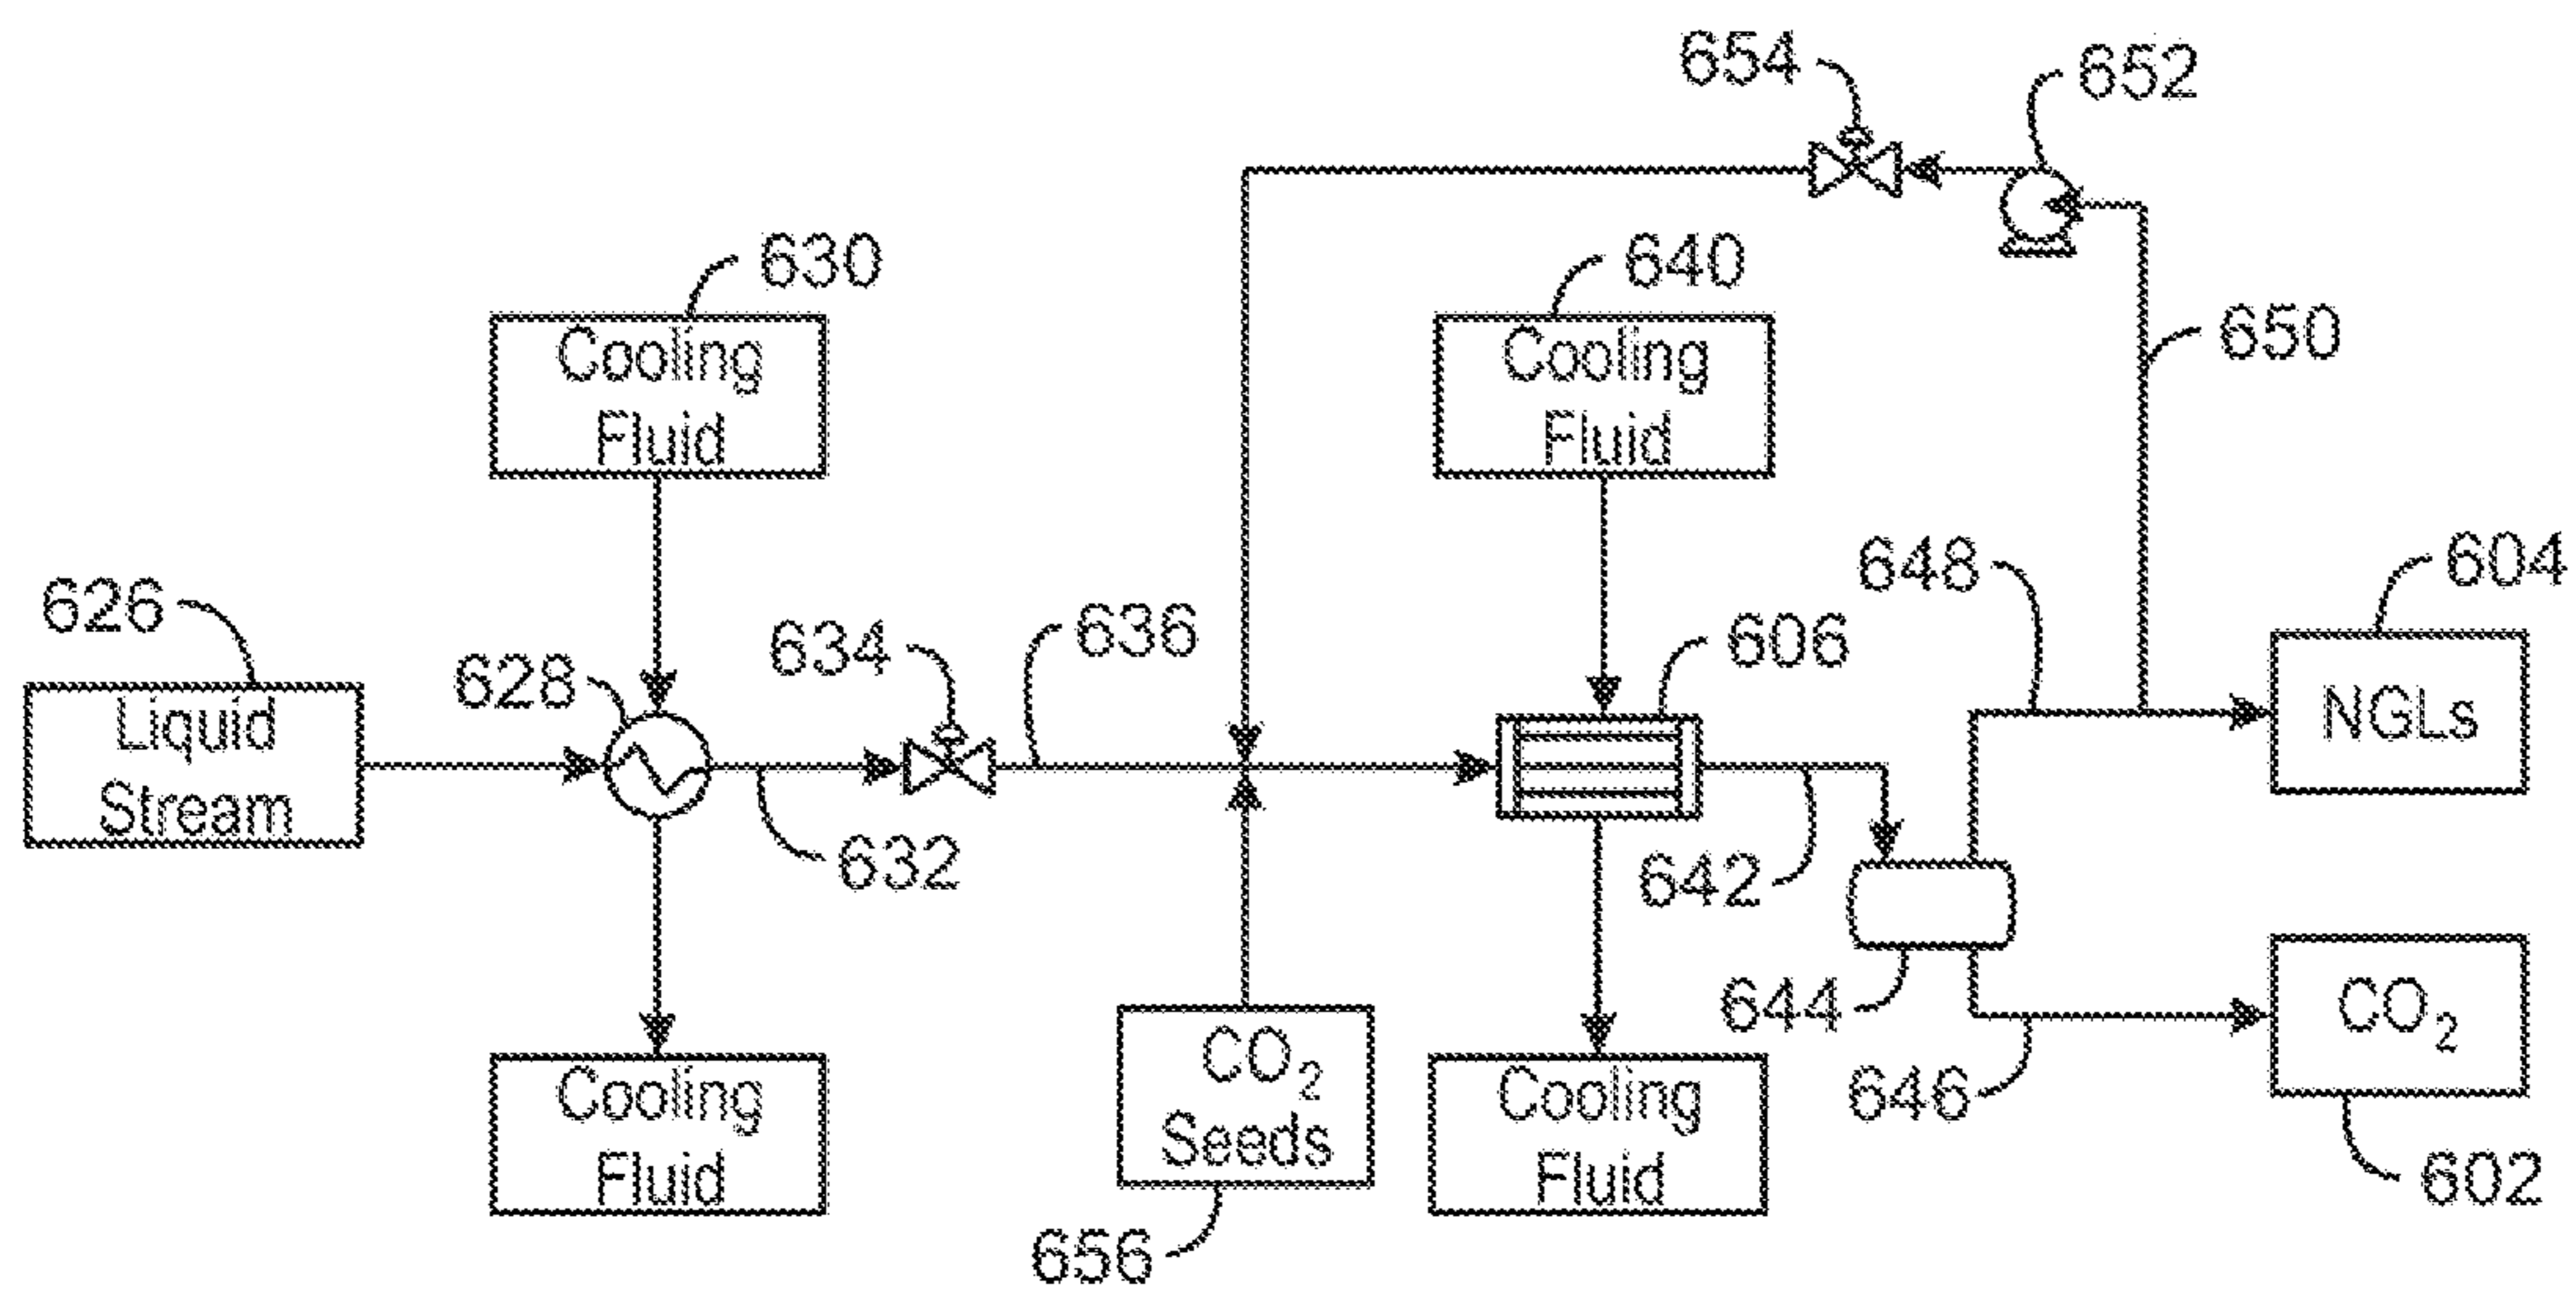 654
652
630
Cooling
Fluid
640
Cooling
Fluid
650
626
Liquid
Stream
628
634
636
632
606
648
604
NGLs
642
644
646
CO2
602
CO2
Seeds
656
Cooling
Fluid
Cooling
Fluid